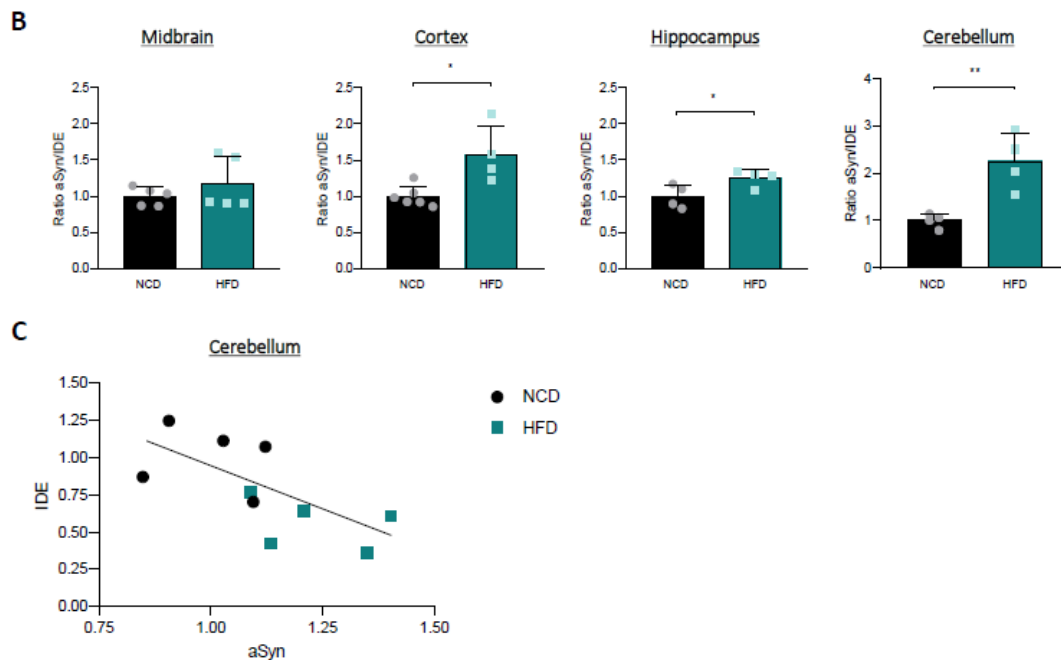 B
Midbrain
Cortex
Hippocampus
Cerebellum
Ratio aSyn/IDE
2.5
2.0
1.5
1.0
0.5
0.0
NCD
HFD
Ratio aSyn/IDE
2.5
2.0
1.5
1.0
0.5
0.0
*
NCD
HFD
Ratio aSyn/IDE
2.5
2.0
1.5
1.0
0.5
0.0
*
NCD
HFD
Ratio aSyn/IDE
4
3
2
1
0
**
NCD
HFD
C
Cerebellum
IDE
1.50
1.25
1.00
0.75
0.50
0.25
0.00
0.75
1.00
1.25
1.50
aSyn
NCD
HFD